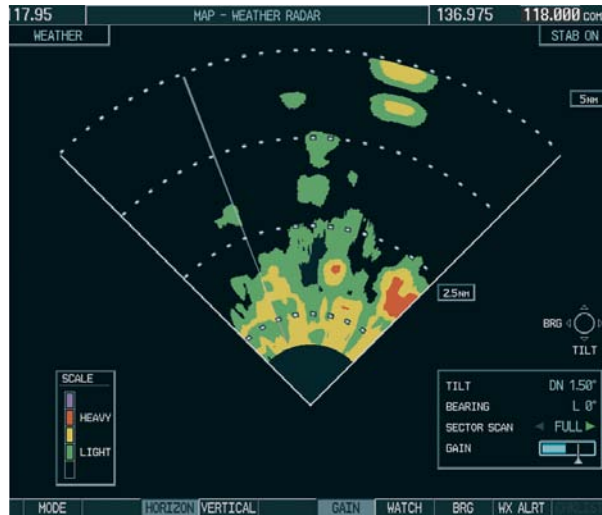 17.95
MAP - WEATHER RADAR
136.975
118.000 COM
WEATHER
STAB ON
5NM
2.5NM
BRG
TILT
SCALE
HEAVY
LIGHT
TILT DN 1.50°
BEARING L 0°
SECTOR SCAN FULL
GAIN
MODE
HORIZON
VERTICAL
GAIN
WATCH
BRG
WX ALRT